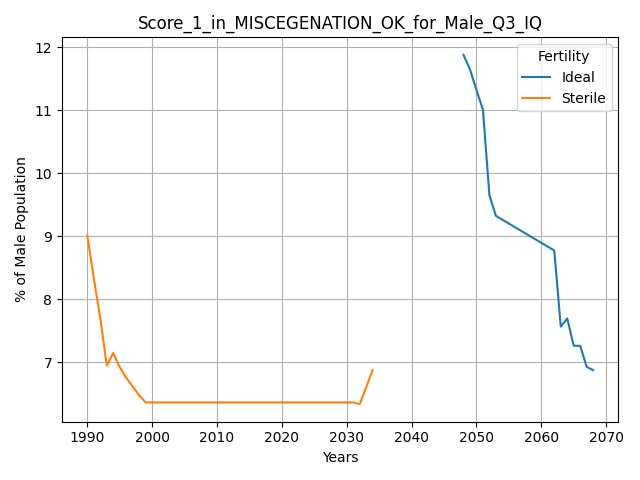 Score_1_in_MISCEGENATION_OK_for_Male_Q3_IQ
12
11
10
9
8
7
% of Male Population
Fertility
Ideal
Sterile
1990 2000 2010 2020 2030 2040 2050 2060 2070
Years